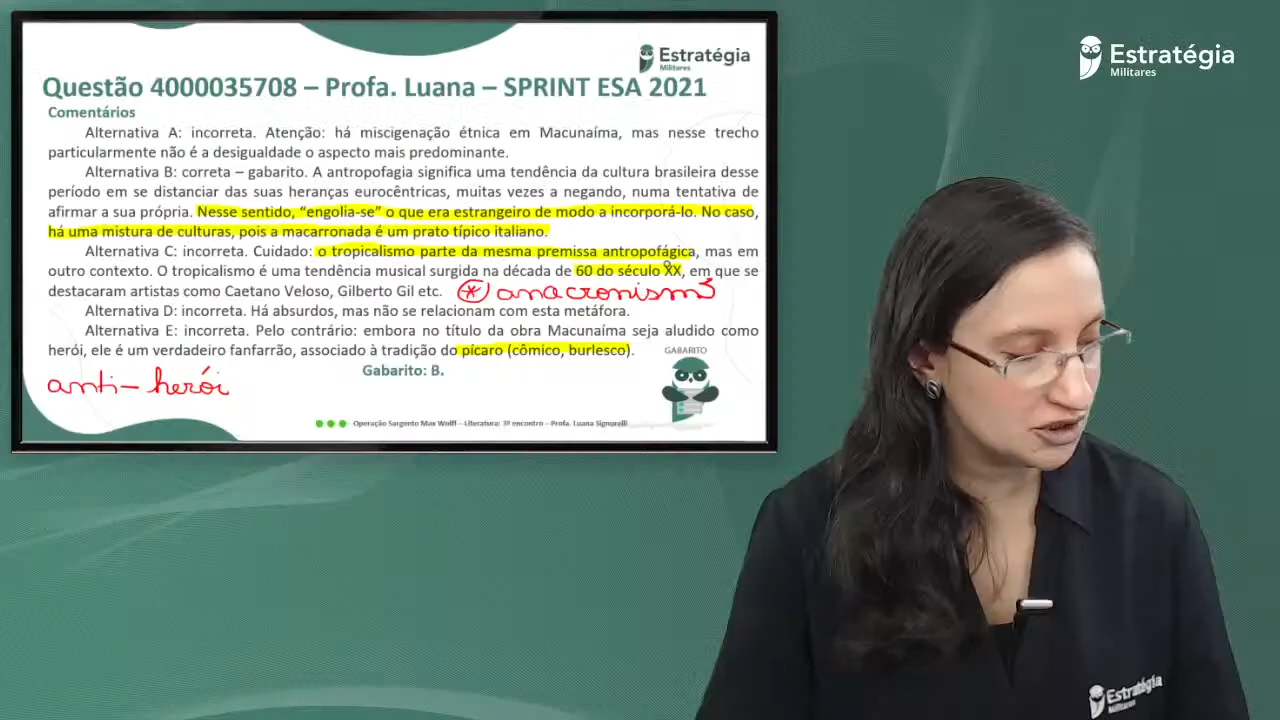 Estratégia
Militares
Questão 4000035708 – Profa. Luana – SPRINT ESA 2021
Comentários
Alternativa A: incorreta. Atenção: há miscigenação étnica em Macunaíma, mas nesse trecho
particularmente não é a desigualdade o aspecto mais predominante.
Alternativa B: correta – gabarito. A antropofagia significa uma tendência da cultura brasileira desse
período em se distanciar das suas heranças eurocêntricas, muitas vezes a negando, numa tentativa de
afirmar a sua própria. Nesse sentido, “engolia-se” o que era estrangeiro de modo a incorporá-lo. No caso,
há uma mistura de culturas, pois a macarronada é um prato típico italiano.
Alternativa C: incorreta. Cuidado: o tropicalismo parte da mesma premissa antropofágica, mas em
outro contexto. O tropicalismo é uma tendência musical surgida na década de 60 do século XX, em que se
destacaram artistas como Caetano Veloso, Gilberto Gil etc. * anacronismo
Alternativa D: incorreta. Há absurdos, mas não se relacionam com esta metáfora.
Alternativa E: incorreta. Pelo contrário: embora no título da obra Macunaíma seja aludido como
herói, ele é um verdadeiro fanfarrão, associado à tradição do pícaro (cômico, burlesco).
GABARITO
Gabarito: B.
anti-herói
Operação Sargento Max Wolff – Literatura: 3º encontro – Profa. Luana Signorelli
Estratégia
Militares
Estratégia
Militares